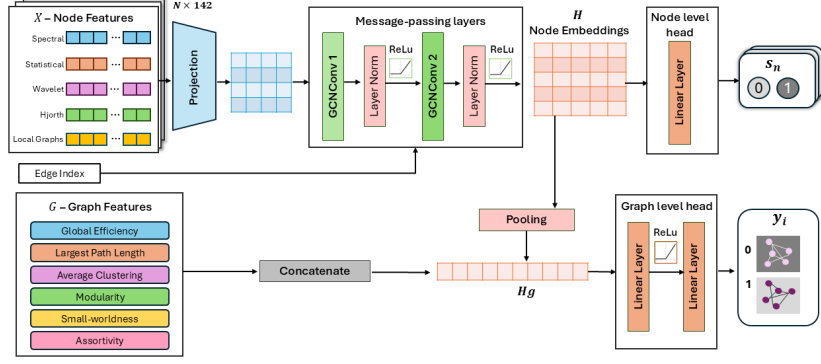 X – Node Features
Spectral
...
Statistical
...
Wavelet
...
Hjorth
...
Local Graphs
...
Edge Index
N × 142
Projection
Message-passing layers
GCNConv 1
Layer Norm
ReLu
GCNConv 2
Layer Norm
ReLu
H
Node Embeddings
Node level
head
Linear Layer
s_n
0
1
G – Graph Features
Global Efficiency
Largest Path Length
Average Clustering
Modularity
Small-worldness
Assortivity
Concatenate
Pooling
Hg
Graph level head
Linear Layer
ReLu
Linear Layer
y_i
0
1